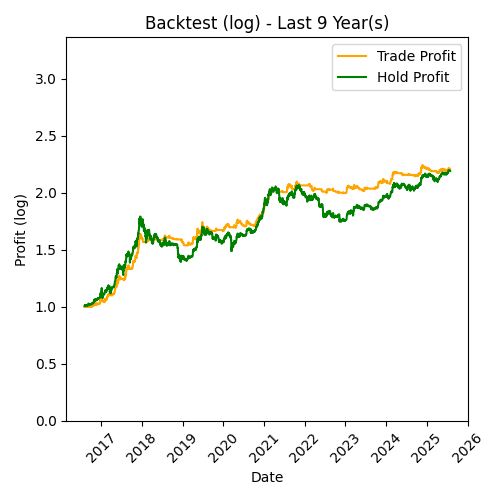 Backtest (log) - Last 9 Year(s)
Trade Profit
Hold Profit
3.0
2.5
2.0
1.5
1.0
0.5
0.0
Profit (log)
2017 2018 2019 2020 2021 2022 2023 2024 2025 2026
Date